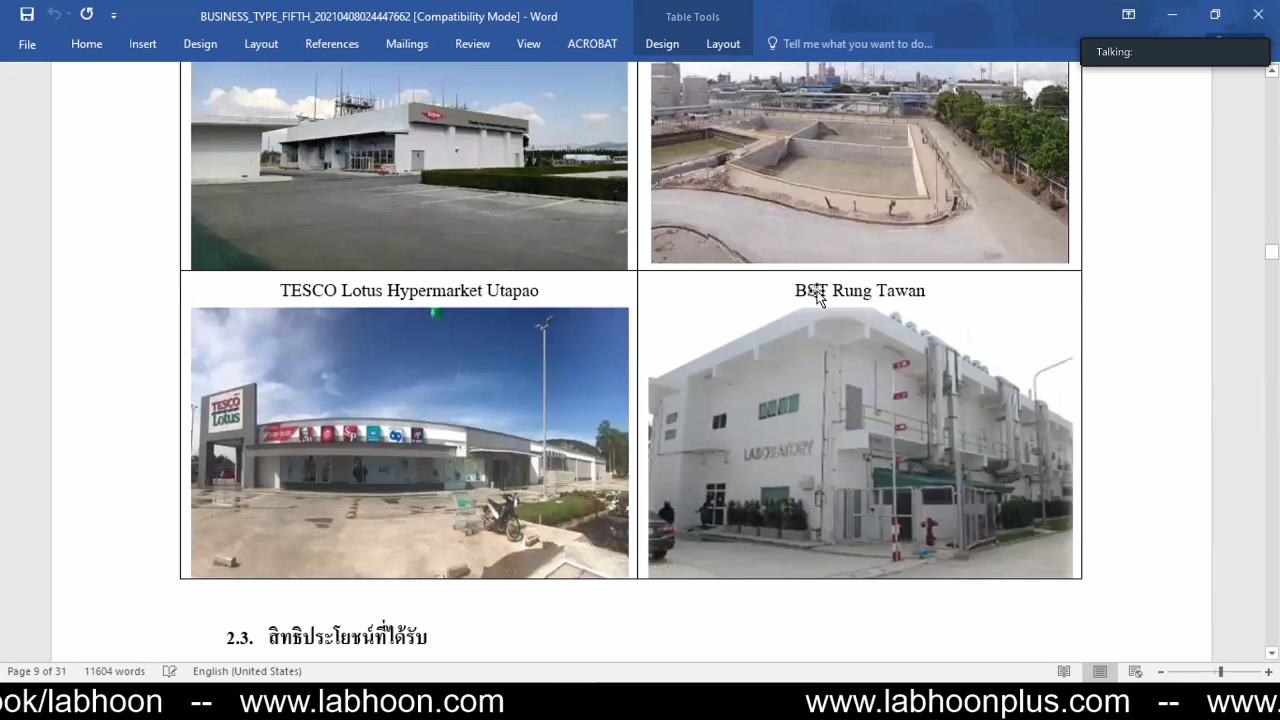 BUSINESS_TYPE_FIFTH_20210408024447662 [Compatibility Mode] - Word
Table Tools
File Home Insert Design Layout References Mailings Review View ACROBAT Design Layout Tell me what you want to do...
Talking:
TESCO Lotus Hypermarket Utapao
BST Rung Tawan
TESCO
Lotus
LABORATORY
2.3. สิทธิประโยชน์ที่ได้รับ
Page 9 of 31 11604 words English (United States)
ook/labhoon -- www.labhoon.com www.labhoonplus.com -- www.